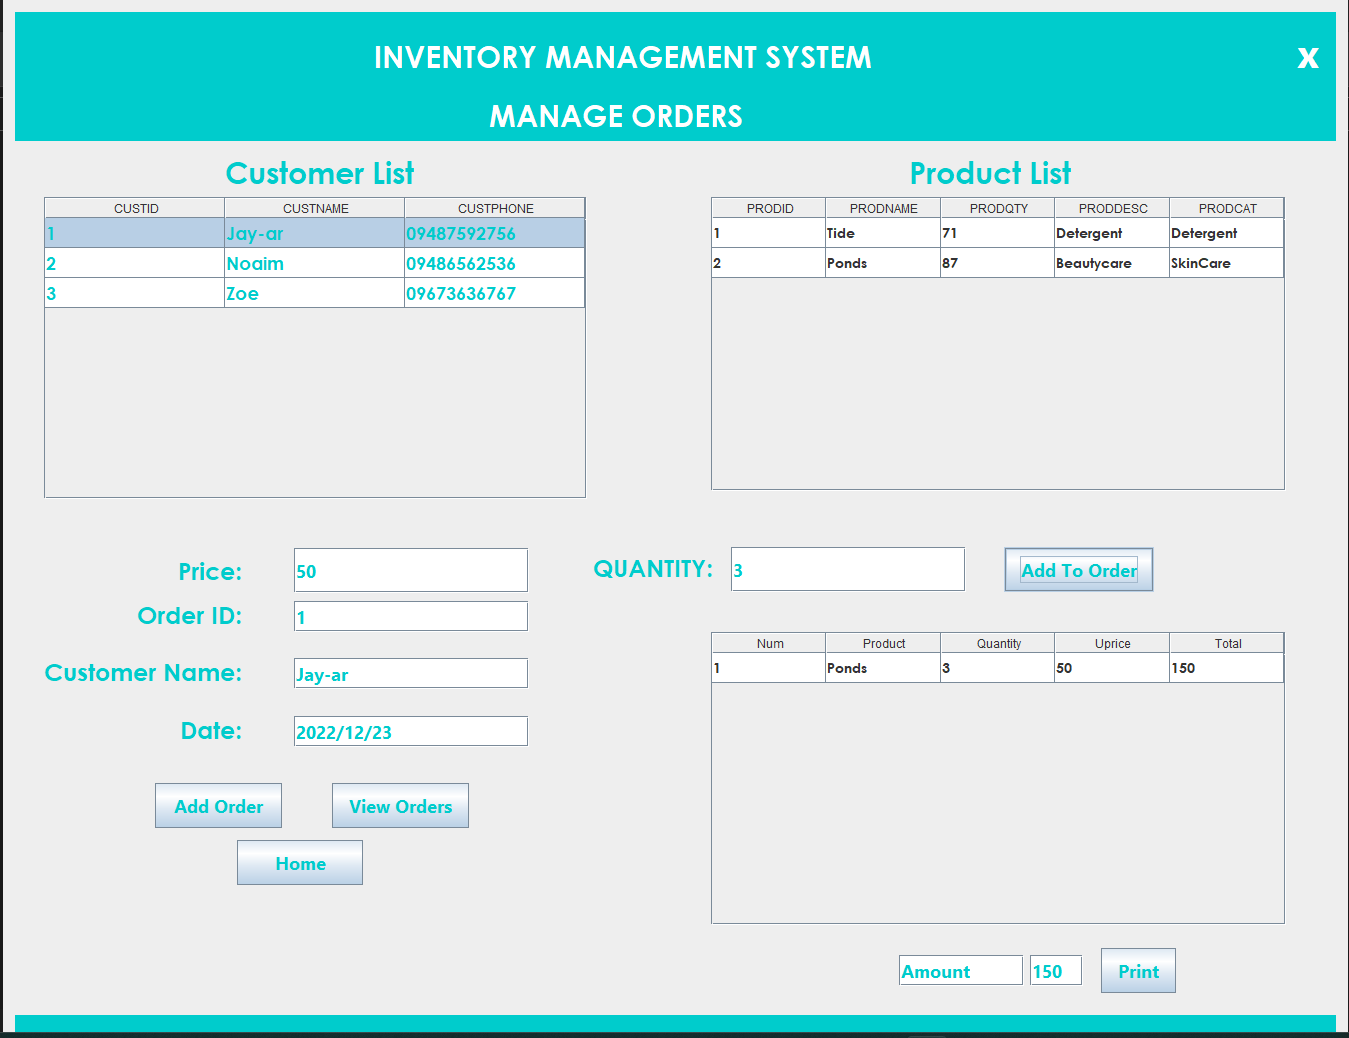 INVENTORY MANAGEMENT SYSTEM
X
MANAGE ORDERS
Customer List
CUSTID CUSTNAME CUSTPHONE
1 Jay-ar 09487592756
2 Noaim 09486562536
3 Zoe 09673636767
Product List
PRODID PRODNAME PRODQTY PRODDESC PRODCAT
1 Tide 71 Detergent Detergent
2 Ponds 87 Beautycare SkinCare
Price: 50
Order ID: 1
Customer Name: Jay-ar
Date: 2022/12/23
Add Order View Orders
Home
QUANTITY: 3 Add To Order
Num Product Quantity Uprice Total
1 Ponds 3 50 150
Amount 150 Print